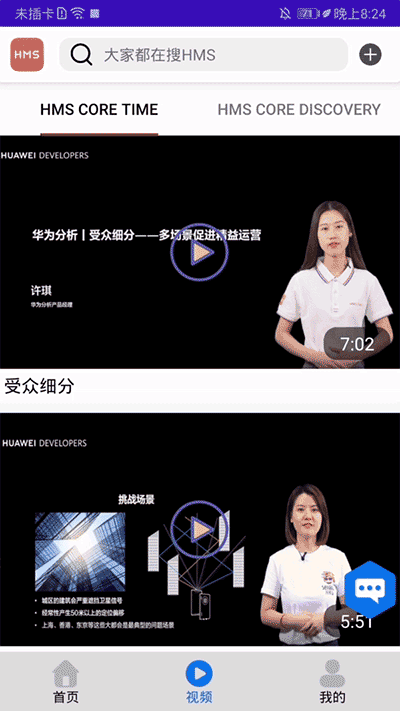 未插卡 晚上8:24
HMS 大家都在搜HMS
HMS CORE TIME HMS CORE DISCOVERY
HUAWEI DEVELOPERS
华为分析丨受众细分——多场景促进精益运营
许琪
华为分析产品经理
7:02
受众细分
HUAWEI DEVELOPERS
挑战场景
城区的建筑会严重遮挡卫星信号
经常性产生50米以上的定位偏移
上海、香港、东京等这些大都会是最典型的问题场景
5:51
首页 视频 我的